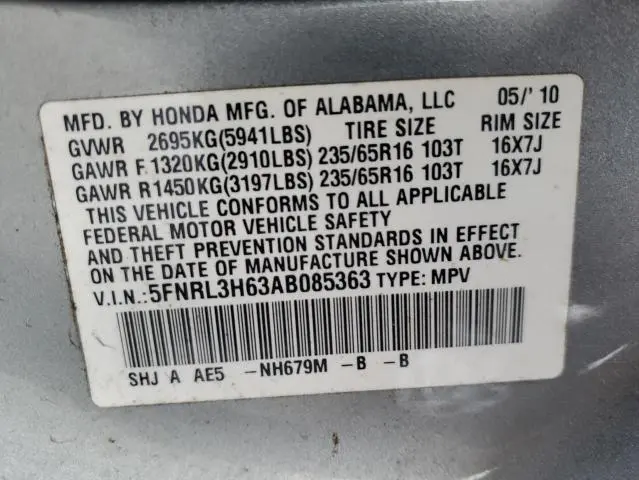 MFD. BY HONDA MFG. OF ALABAMA, LLC 05/'10
GVWR 2695KG(5941LBS) TIRE SIZE RIM SIZE
GAWR F 1320KG(2910LBS) 235/65R16 103T 16X7J
GAWR R1450KG(3197LBS) 235/65R16 103T 16X7J
THIS VEHICLE CONFORMS TO ALL APPLICABLE
FEDERAL MOTOR VEHICLE SAFETY
AND THEFT PREVENTION STANDARDS IN EFFECT
ON THE DATE OF MANUFACTURE SHOWN ABOVE.
V.I.N.:5FNRL3H63AB085363 TYPE: MPV
SHJ A AE5 -NH679M -B -B